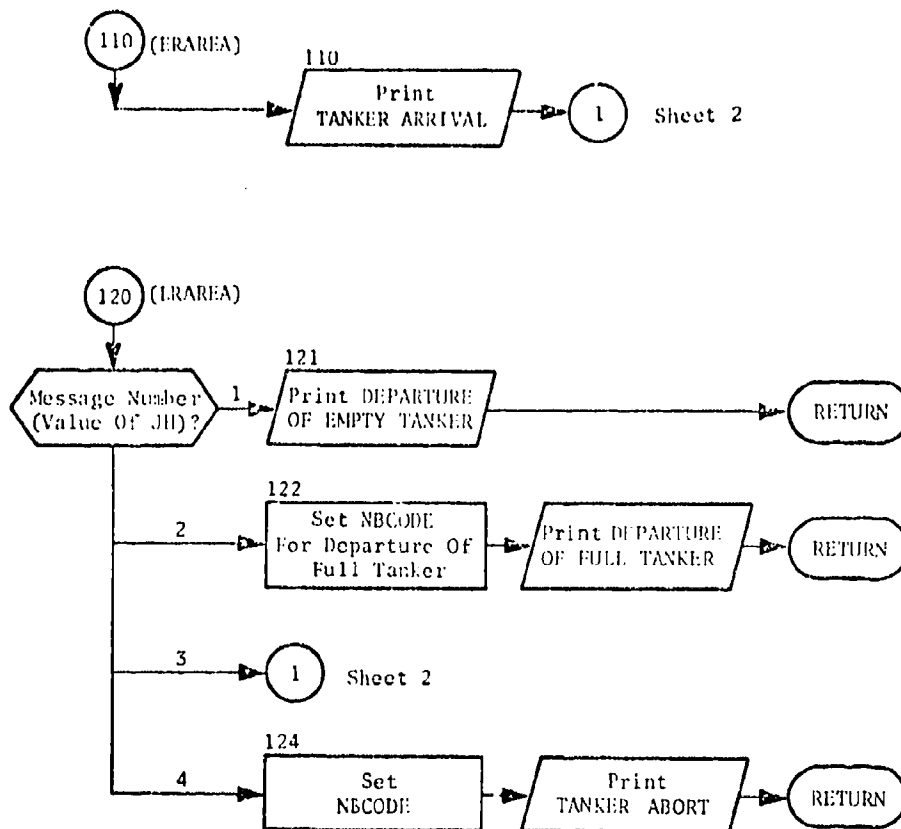 110 (ERAREA)
110
Print
TANKER ARRIVAL
1 Sheet 2
120 (LRAREA)
Message Number
(Value Of JH)?
1
121
Print DEPARTURE
OF EMPTY TANKER
RETURN
2
122
Set NBCODE
For Departure Of
Full Tanker
Print DEPARTURE
OF FULL TANKER
RETURN
3
1 Sheet 2
4
124
Set
NBCODE
Print
TANKER ABORT
RETURN